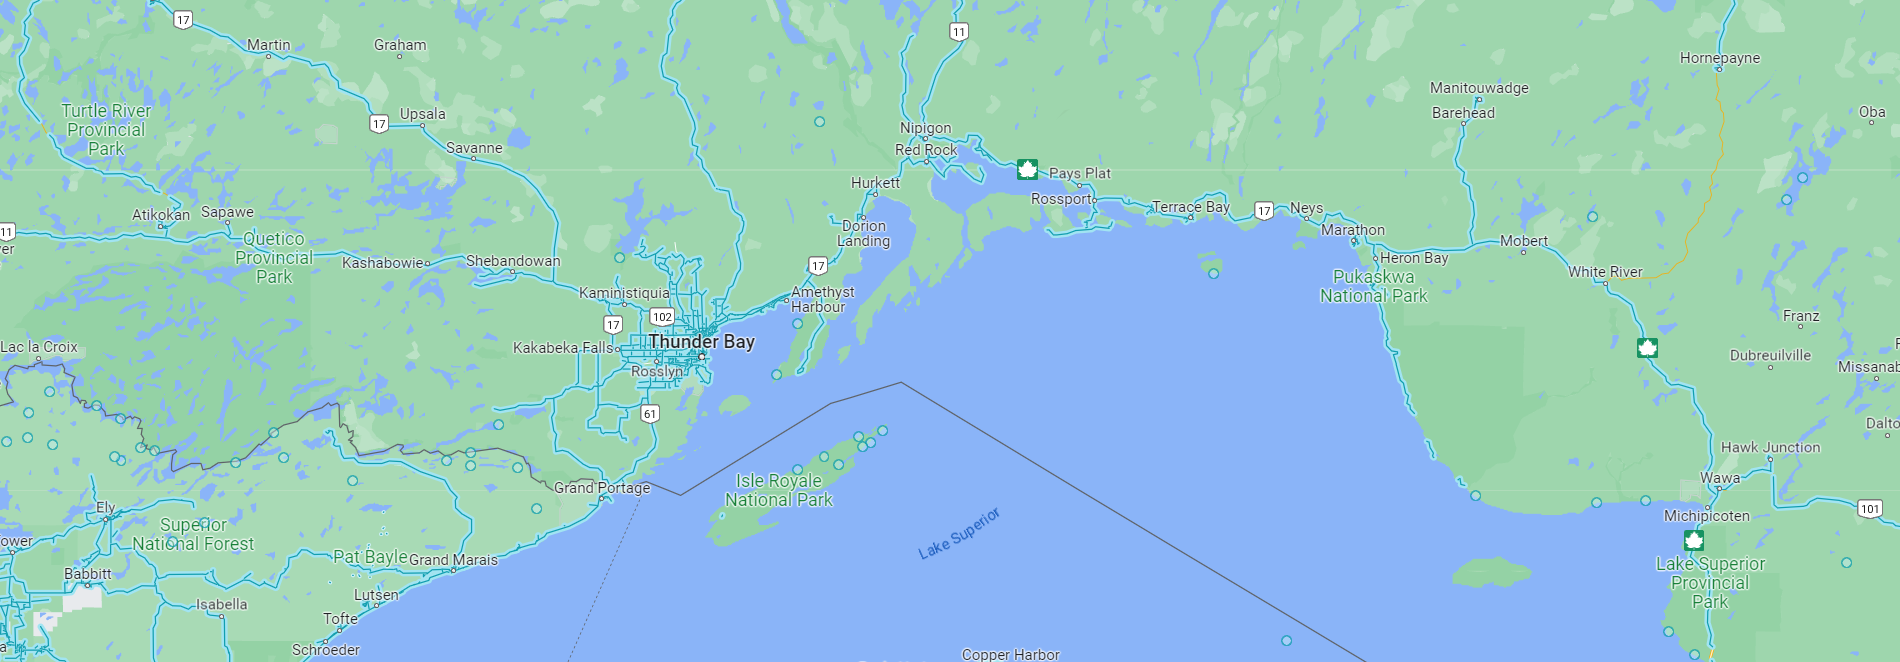 17
Martin
Graham
11
Hornepayne
Manitouwadge
Barehead
Oba
Turtle River
Provincial
Park
17
Upsala
Savanne
Nipigon
Red Rock
Hurkett
Pays Plat
Rossport
Terrace Bay
17
Neys
Marathon
Heron Bay
Mobert
White River
Atikokan
Sapawe
11
ver
Quetico
Provincial
Park
Kashabowie
Shebandowan
Dorion
Landing
17
Amethyst
Harbour
Kaministiquia
102
17
Thunder Bay
Kakabeka Falls
Rosslyn
61
Pukaskwa
National Park
Franz
Dubreuilville
Missanab
Dalto
Lac la Croix
Hawk Junction
Wawa
Michipicoten
101
Lake Superior
Provincial
Park
Isle Royale
National Park
Grand Portage
Lake Superior
Ely
Superior
National Forest
ower
Babbitt
Pat Bayle
Grand Marais
Isabella
Lutsen
Tofte
Schroeder
Copper Harbor